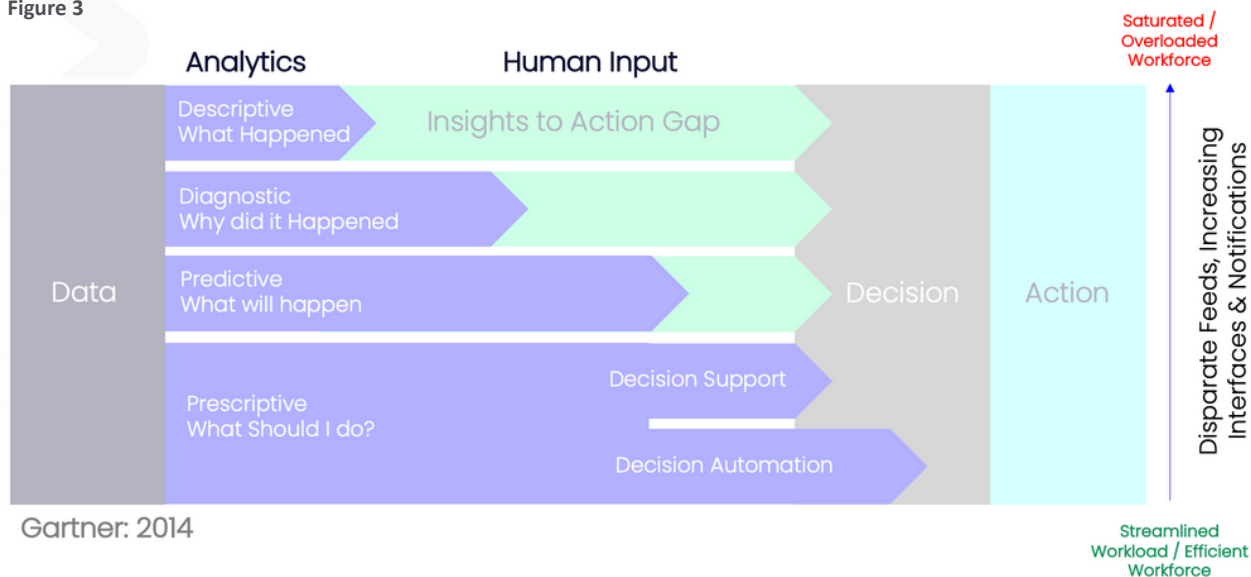 Figure 3
Saturated /
Overloaded
Workforce
Analytics
Human Input
Descriptive
What Happened
Insights to Action Gap
Diagnostic
Why did it Happened
Predictive
What will happen
Data
Decision
Action
Prescriptive
What Should I do?
Decision Support
Decision Automation
Disparate Feeds, Increasing
Interfaces & Notifications
Gartner: 2014
Streamlined
Workload / Efficient
Workforce